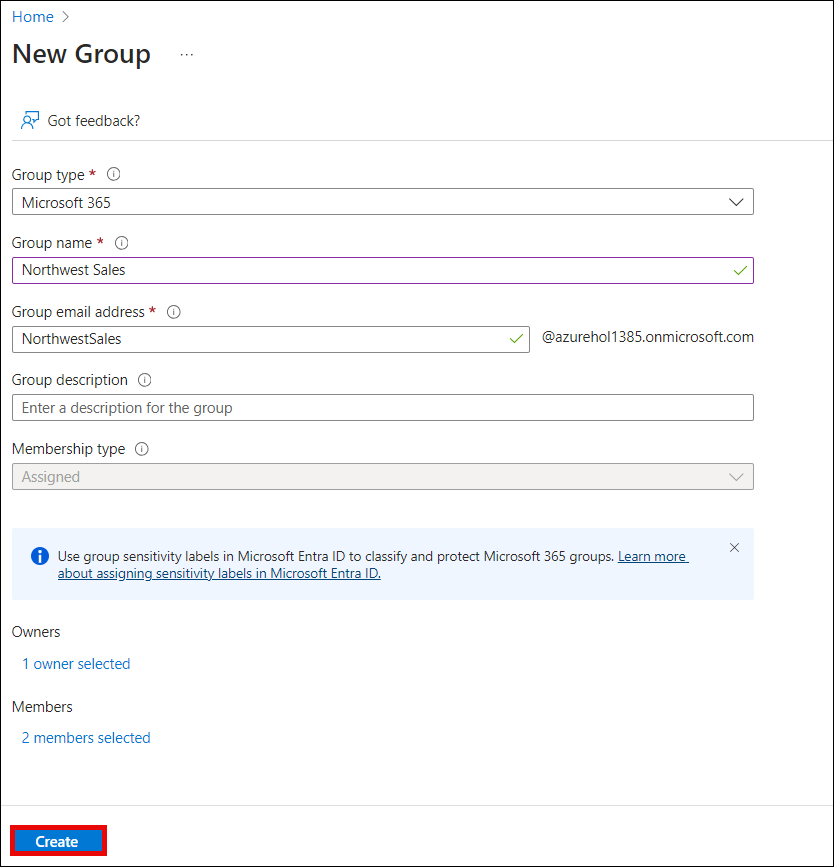 Home
New Group ...
Got feedback?
Group type *
Microsoft 365
Group name *
Northwest Sales
Group email address *
NorthwestSales
@azurehol1385.onmicrosoft.com
Group description
Enter a description for the group
Membership type
Assigned
Use group sensitivity labels in Microsoft Entra ID to classify and protect Microsoft 365 groups. Learn more
about assigning sensitivity labels in Microsoft Entra ID.
Owners
1 owner selected
Members
2 members selected
Create